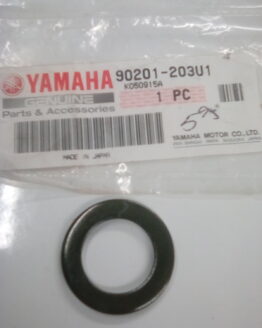 YAMAHA 90201-203U1
K050915A
GENUINE
1 PC
Parts & Accessories
YAMAHA MOTOR CO.,LTD.
MADE IN JAPAN